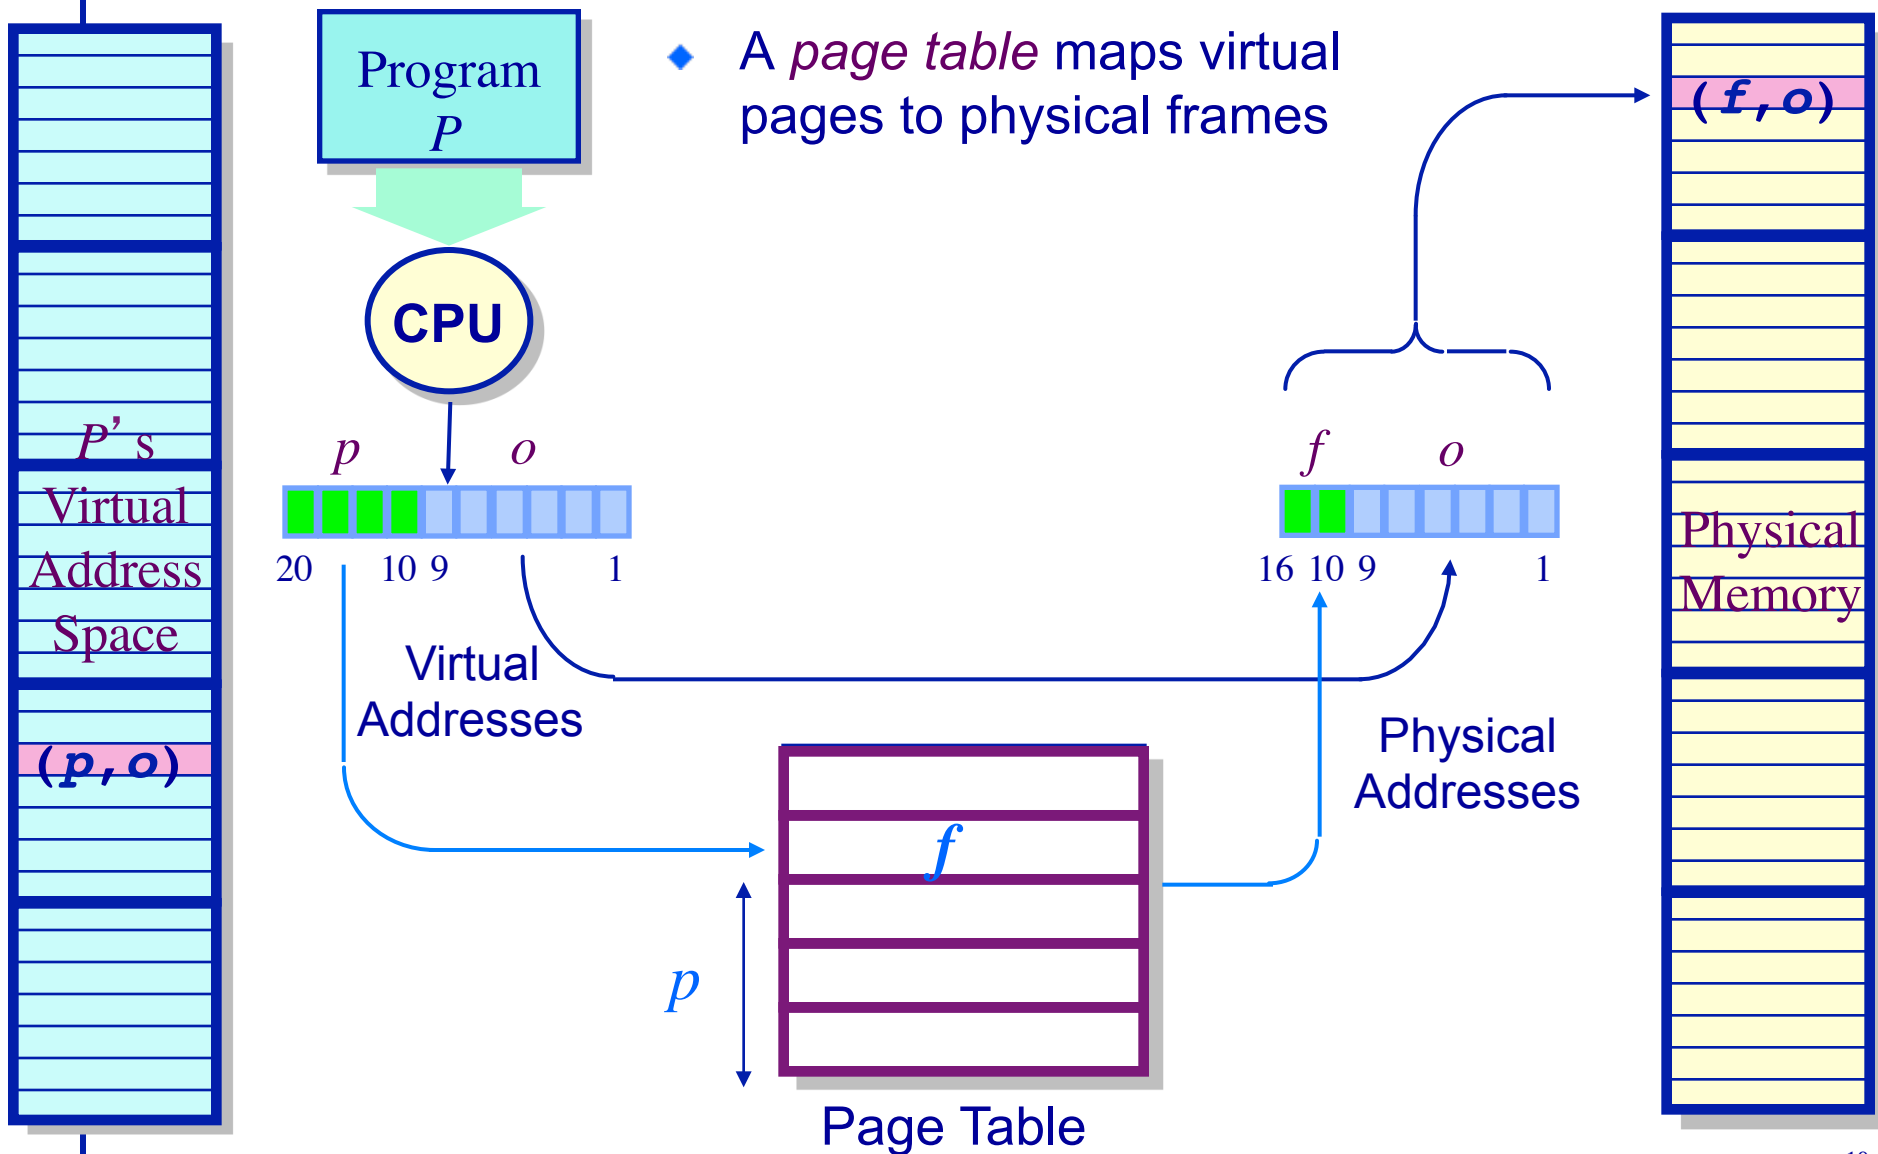 Program
P
◆ A page table maps virtual
pages to physical frames
(f,o)
CPU
P's
Virtual
Address
Space
(p,o)
p o
20 10 9 1
Virtual
Addresses
f o
16 10 9 1
Physical
Addresses
Physical
Memory
f
p
Page Table